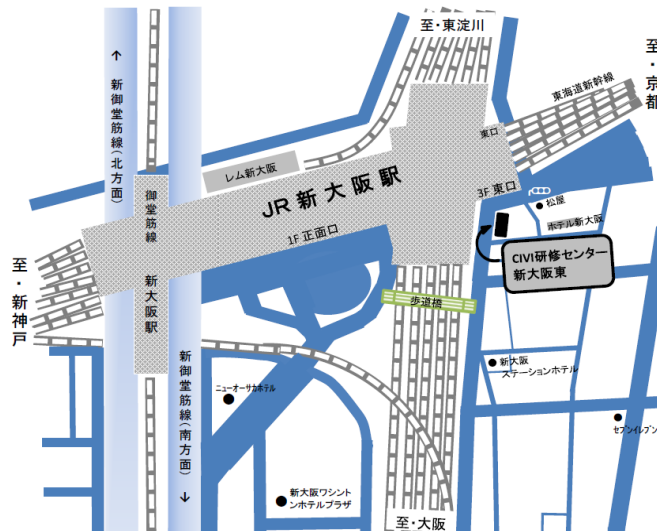 至・東淀川
至・京都
東海道新幹線
↑ 新御堂筋線(北方面)
東口
レム新大阪
JR新大阪駅
3F 東口
松屋
ホテル新大阪
御堂筋線 新大阪駅
1F 正面口
CIVI研修センター
新大阪東
至・新神戸
歩道橋
新御堂筋線(南方面) ↓
新大阪
ステーションホテル
ニューオーサカホテル
セブンイレブン
新大阪ワシント
ンホテルプラザ
至・大阪